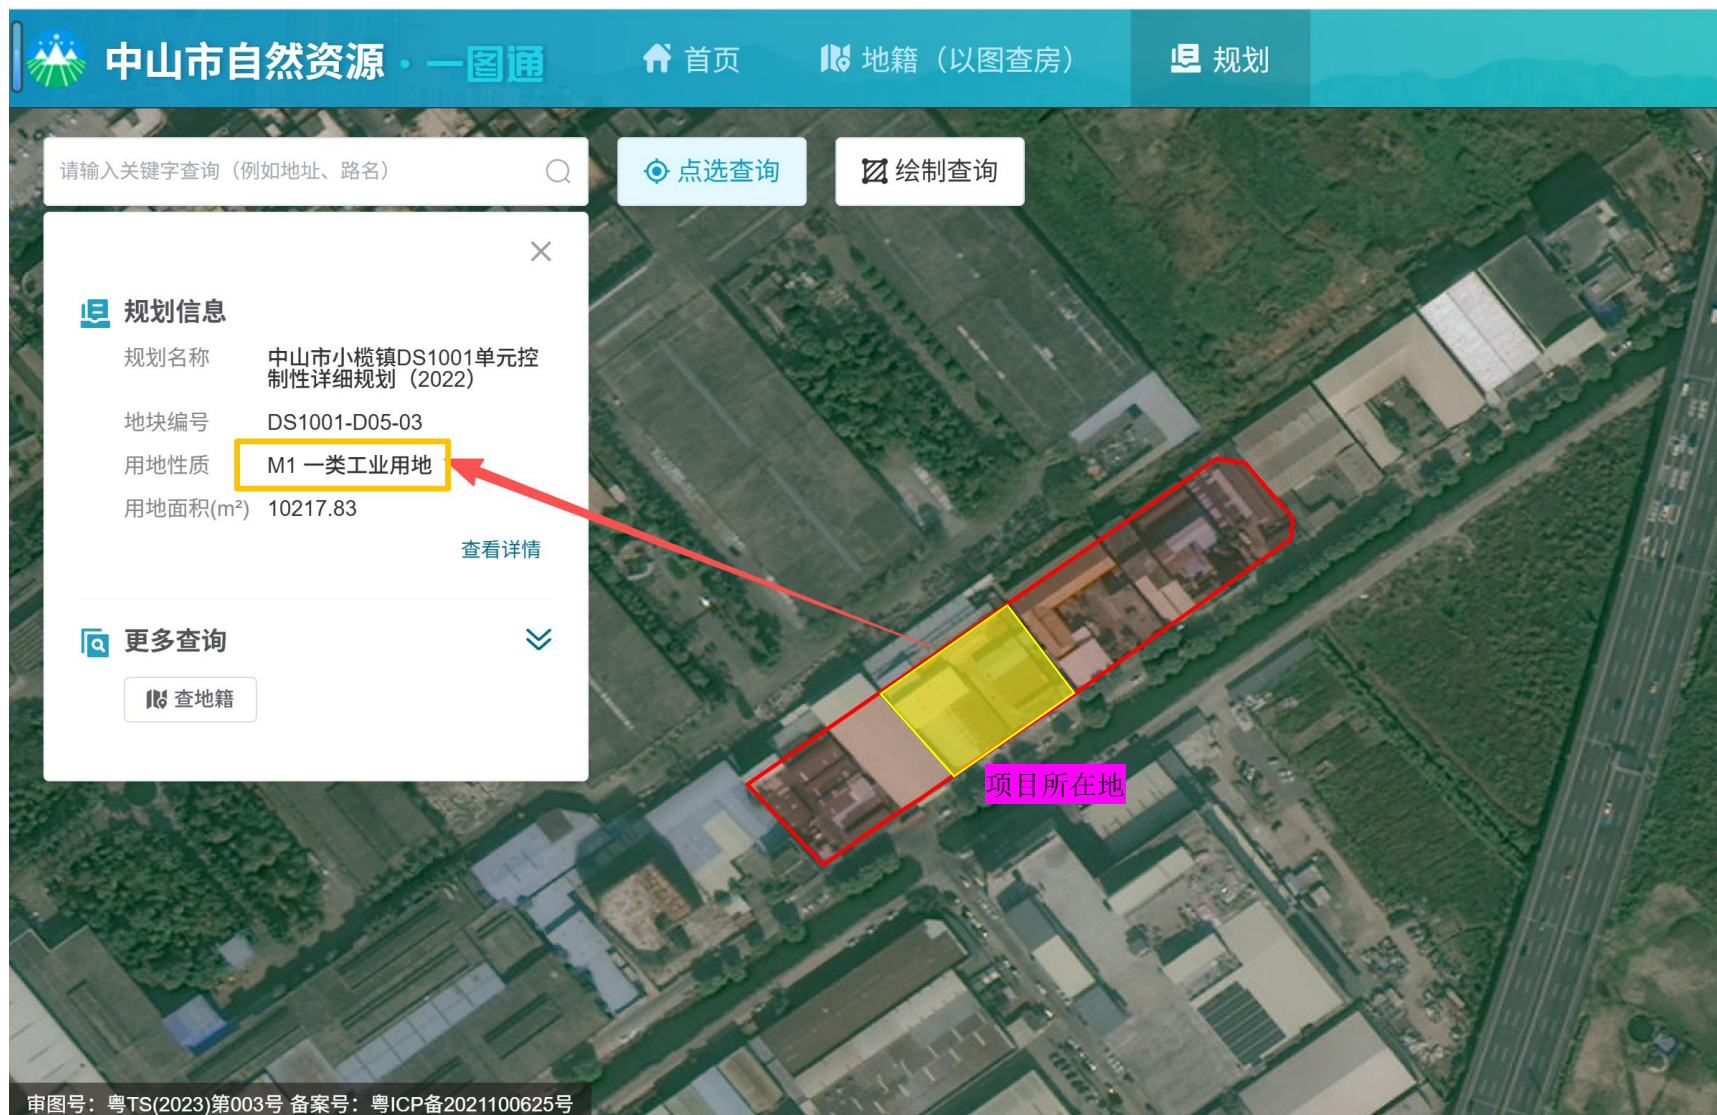 中山市自然资源·一图通
首页
地籍（以图查房）
规划
请输入关键字查询（例如地址、路名）
点选查询
绘制查询
规划信息
规划名称 中山市小榄镇DS1001单元控
制性详细规划（2022）
地块编号 DS1001-D05-03
用地性质 M1 一类工业用地
用地面积(m²) 10217.83
查看详情
更多查询
查地籍
项目所在地
审图号：粤TS(2023)第003号 备案号：粤ICP备2021100625号